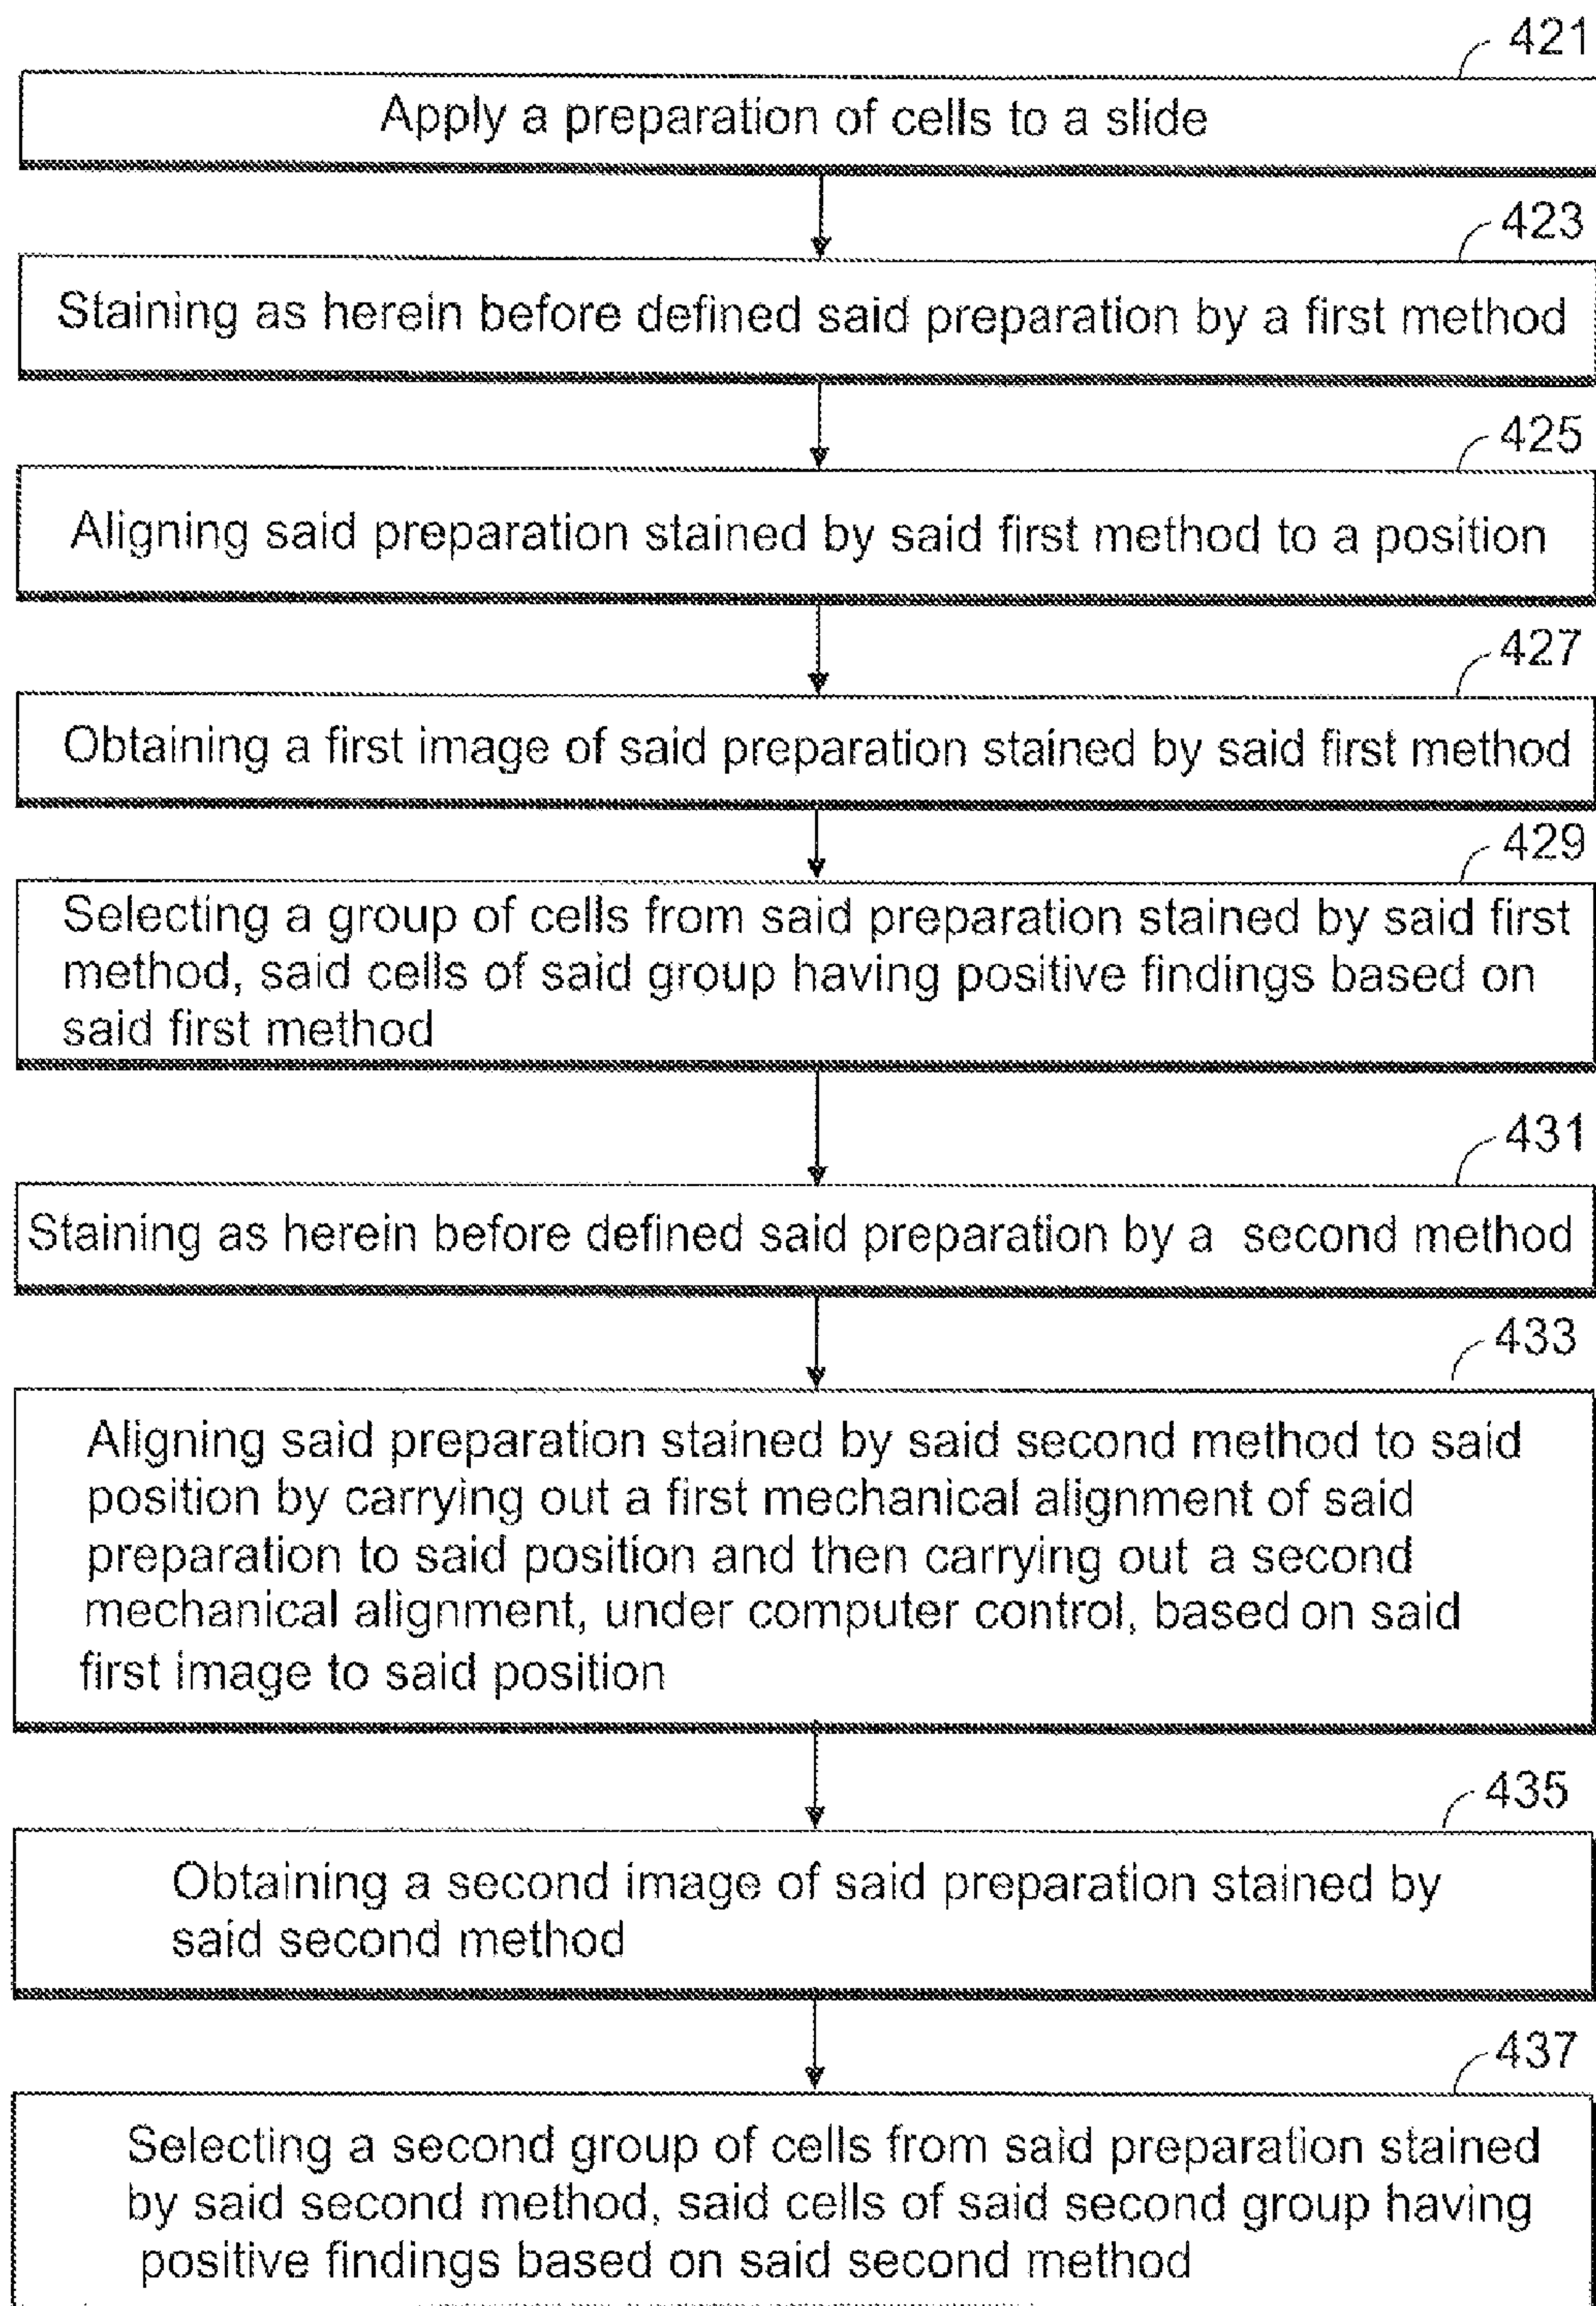 421
Apply a preparation of cells to a slide
423
Staining as herein before defined said preparation by a first method
425
Aligning said preparation stained by said first method to a position
427
Obtaining a first image of said preparation stained by said first method
429
Selecting a group of cells from said preparation stained by said first
method, said cells of said group having positive findings based on
said first method
431
Staining as herein before defined said preparation by a second method
433
Aligning said preparation stained by said second method to said
position by carrying out a first mechanical alignment of said
preparation to said position and then carrying out a second
mechanical alignment, under computer control, based on said
first image to said position
435
Obtaining a second image of said preparation stained by
said second method
437
Selecting a second group of cells from said preparation stained
by said second method, said cells of said second group having
positive findings based on said second method